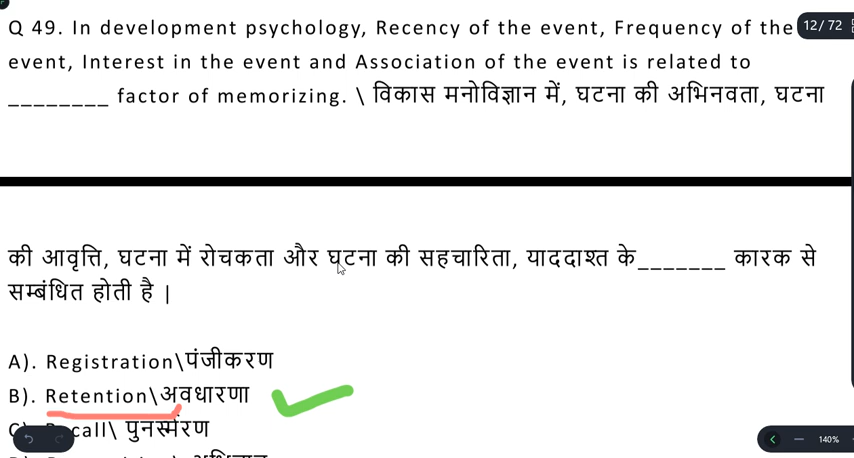 Q 49. In development psychology, Recency of the event, Frequency of the
12/72
event, Interest in the event and Association of the event is related to
________ factor of memorizing. \ विकास मनोविज्ञान में, घटना की अभिनवता, घटना
की आवृत्ति, घटना में रोचकता और घटना की सहचारिता, याददाश्त के_______ कारक से
सम्बंधित होती है |
A). Registration\पंजीकरण
B). Retention\अवधारणा
call\ पुनर्स्मरण
140%